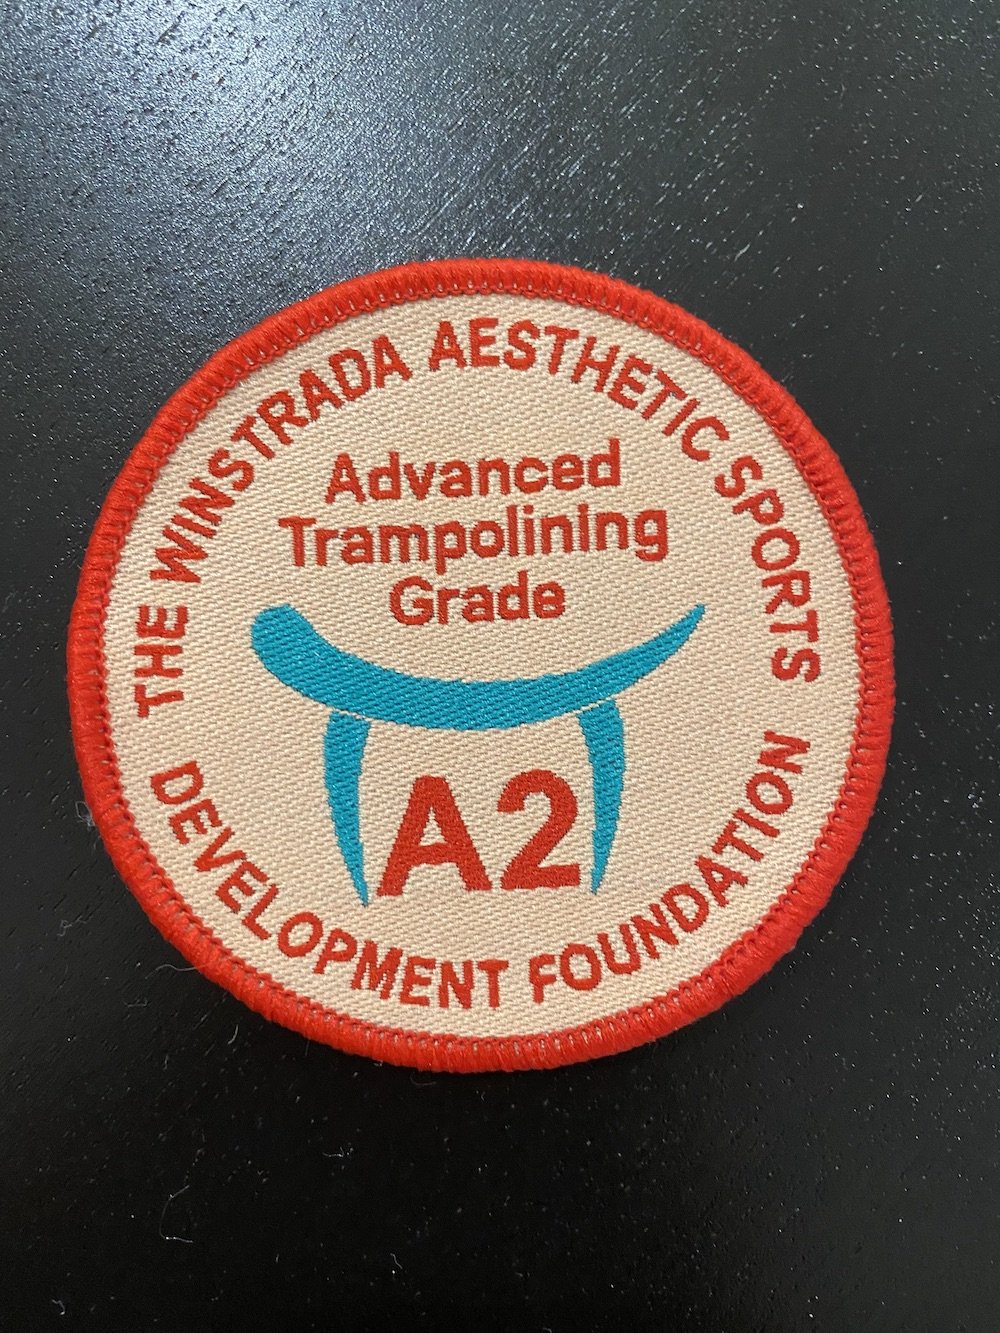 THE WINSTRADA AESTHETIC SPORTS
Advanced
Trampolining
Grade
A2
DEVELOPMENT FOUNDATION